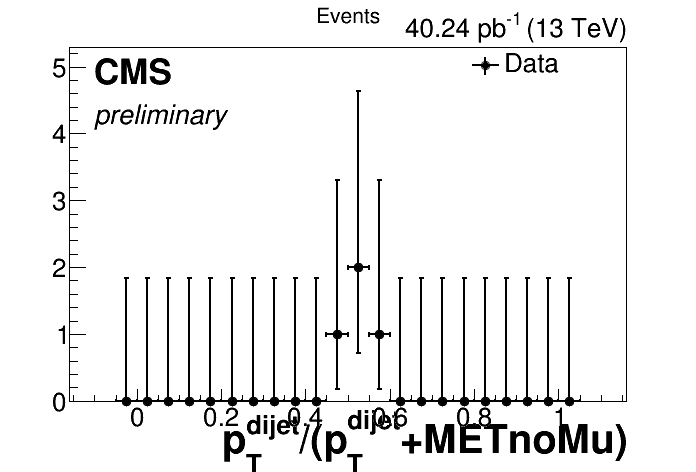 Events
40.24 pb-1 (13 TeV)
CMS
preliminary
Data
5
4
3
2
1
0
0 0.2 0.4 0.6 0.8 1
pTdijet/(pTdijet+METnoMu)